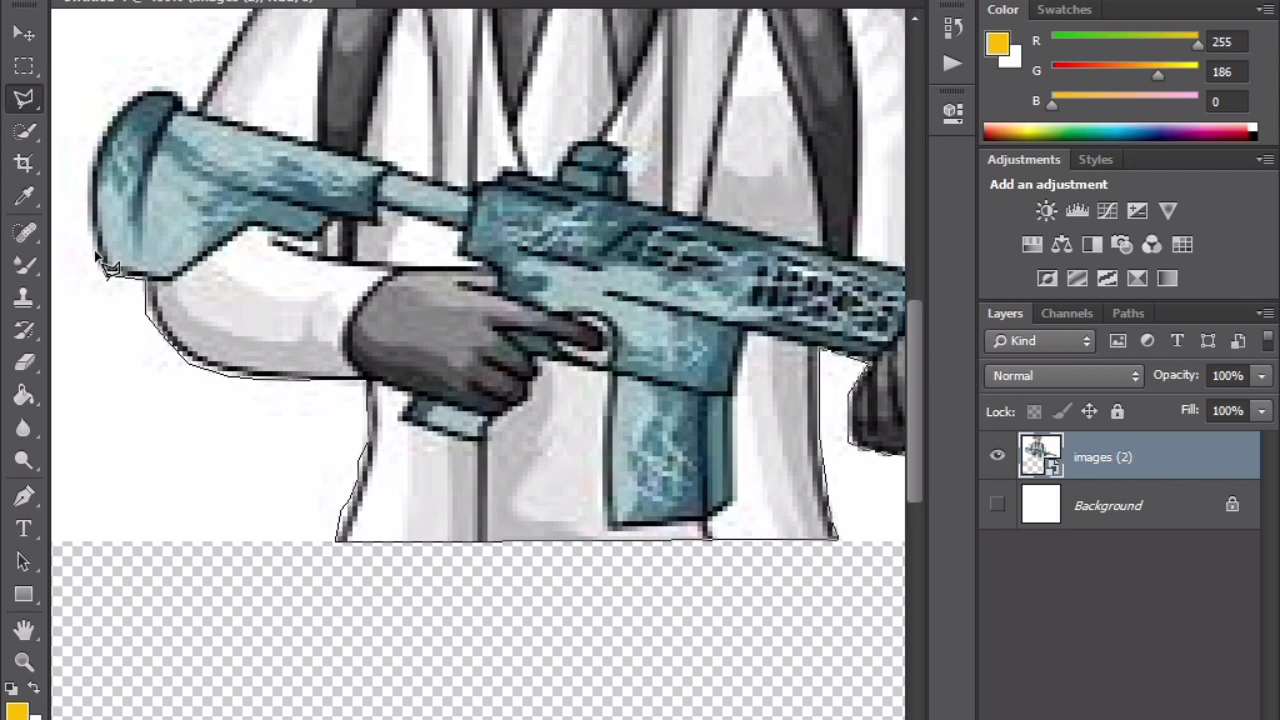 Color Swatches
R 255
G 186
B 0
Adjustments Styles
Add an adjustment
Layers Channels Paths
Kind
Normal Opacity: 100%
Lock: Fill: 100%
images (2)
Background
T